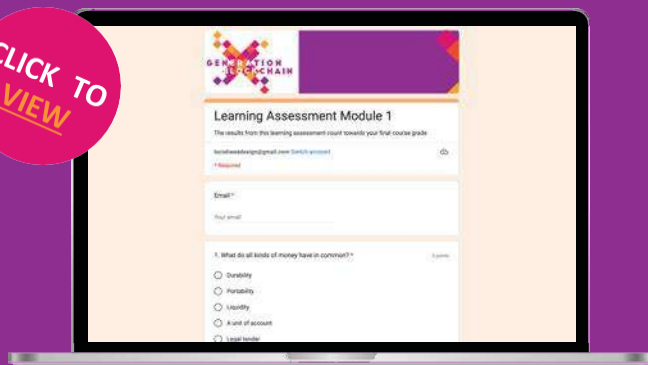 CLICK TO
VIEW
GENERATION
BLOCKCHAIN
Learning Assessment Module 1
The results from this learning assessment count towards your final course grade
Switch account
* Required
Email *
Your email
1. What do all kinds of money have in common? *
Durability
Portability
Liquidity
A unit of account
Legal tender